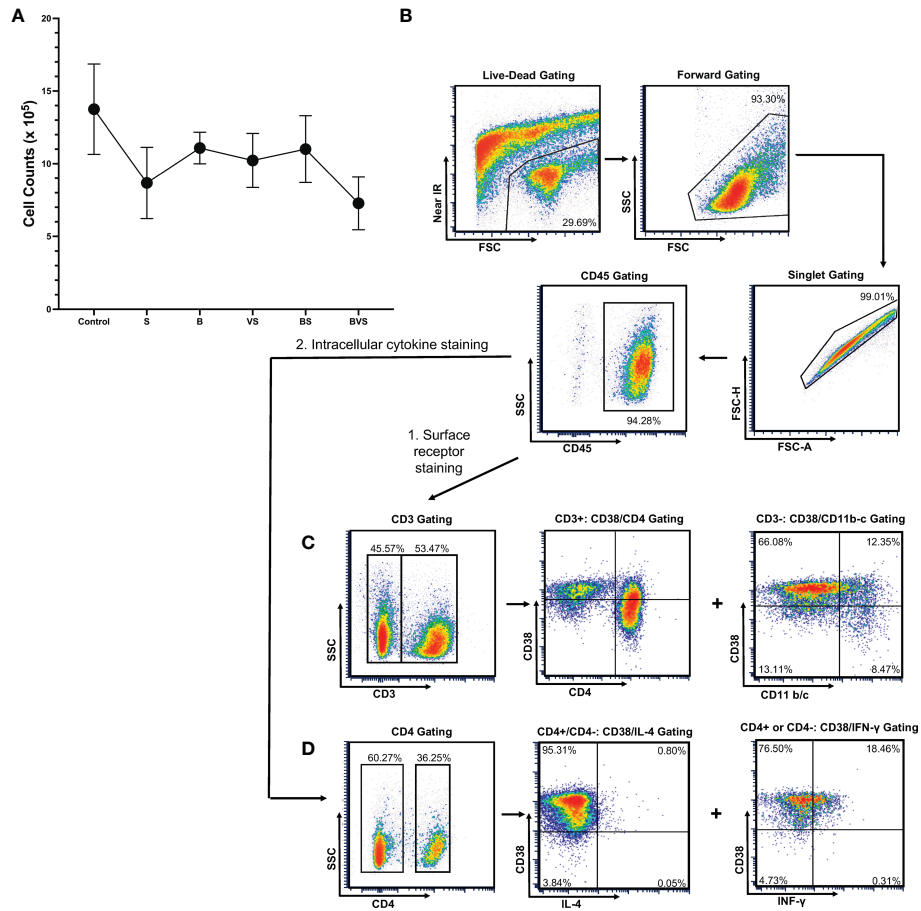 A
Cell Counts (x 10⁵)
20
15
10
5
0
Control S B VS BS BVS
B
Live-Dead Gating
Near IR
29.69%
FSC
Forward Gating
93.30%
SSC
FSC
Singlet Gating
99.01%
FSC-H
FSC-A
CD45 Gating
SSC
94.28%
CD45
2. Intracellular cytokine staining
1. Surface
receptor
staining
C
CD3 Gating
45.57% 53.47%
SSC
CD3
CD3+: CD38/CD4 Gating
CD38
CD4
+
CD3-: CD38/CD11b-c Gating
66.08% 12.35%
CD38
13.11% 8.47%
CD11 b/c
D
CD4 Gating
60.27% 36.25%
SSC
CD4
CD4+/CD4-: CD38/IL-4 Gating
95.31% 0.80%
CD38
3.84% 0.05%
IL-4
+
CD4+ or CD4-: CD38/IFN-γ Gating
76.50% 18.46%
CD38
4.73% 0.31%
INF-γ